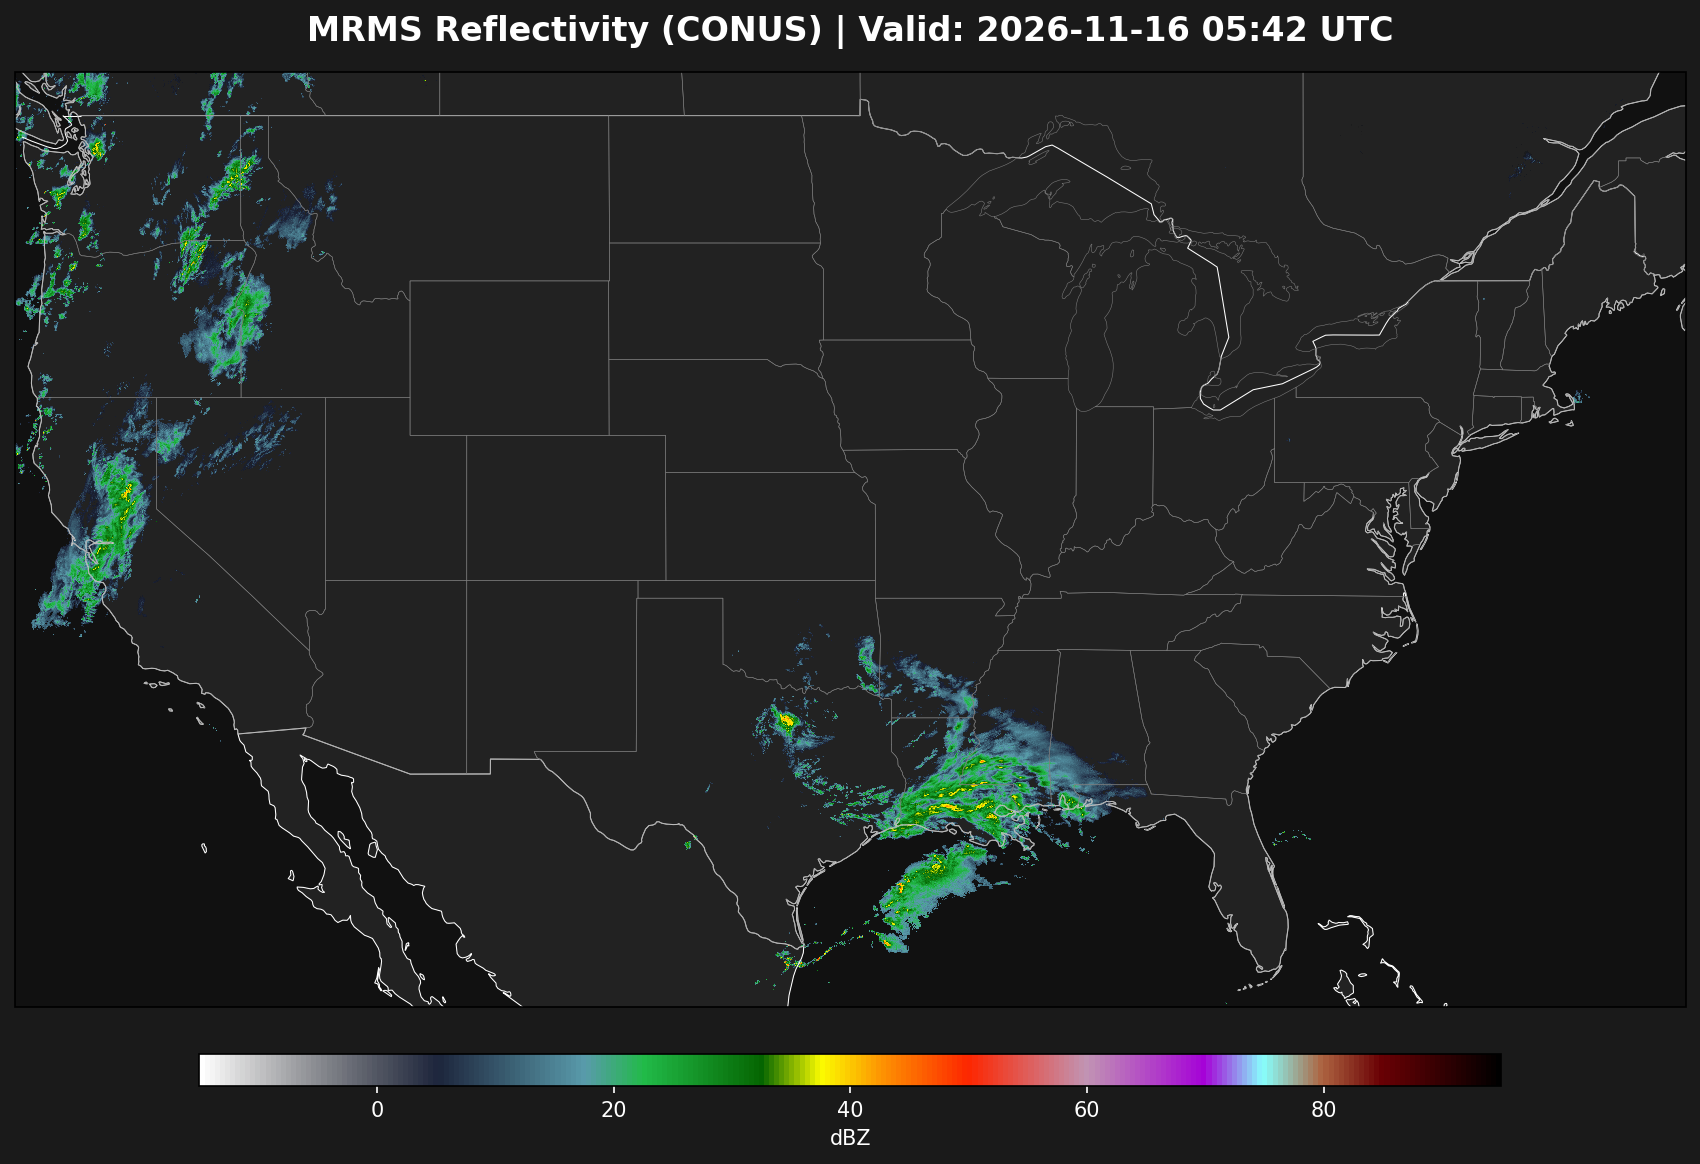 MRMS Reflectivity (CONUS) | Valid: 2026-11-16 05:42 UTC
0 20 40 60 80
dBZ